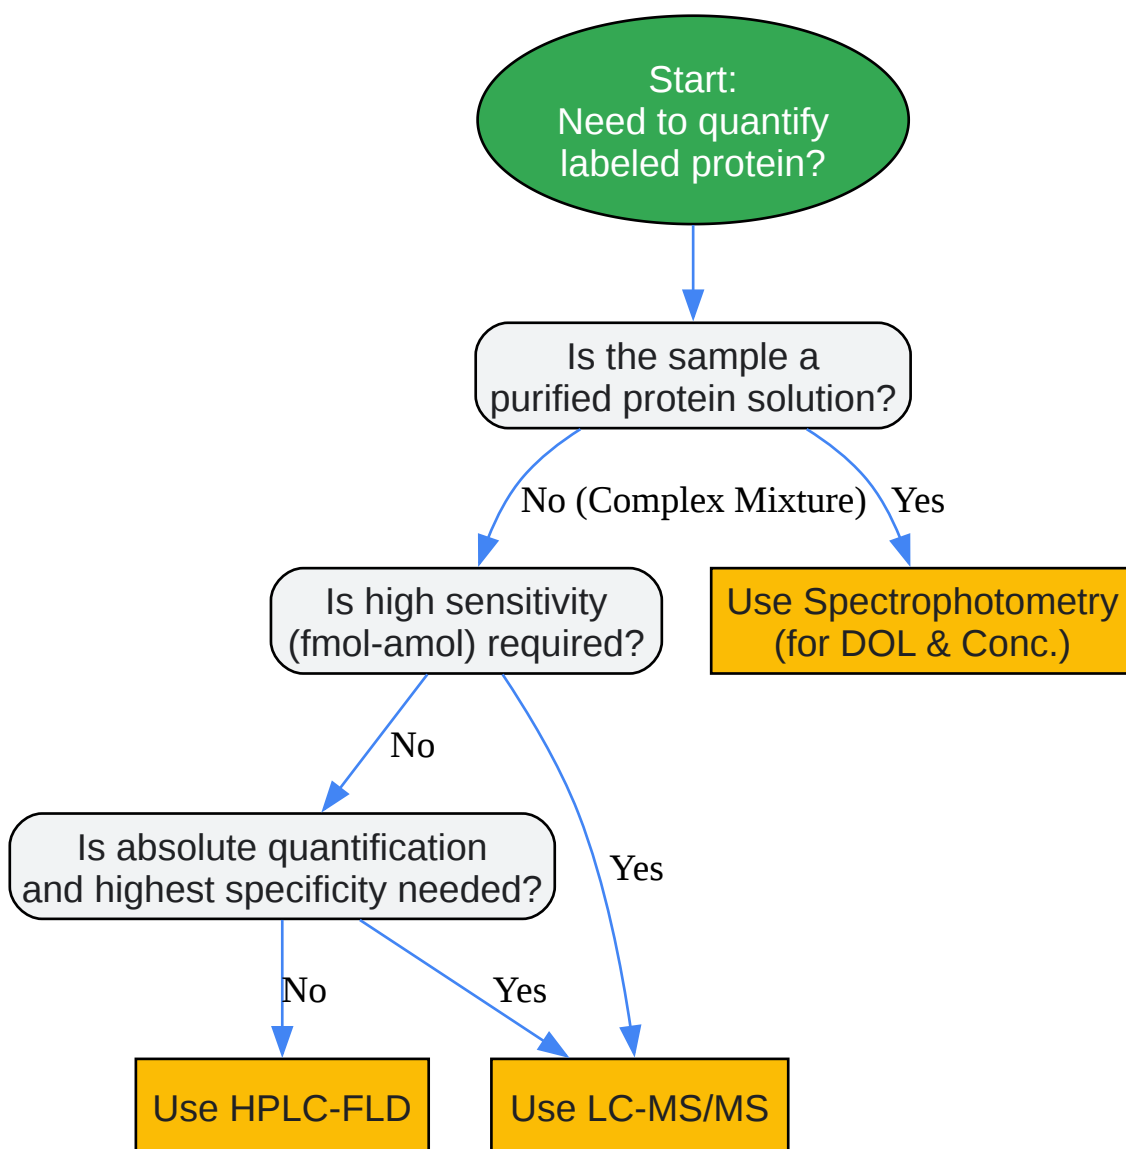 Start:
Need to quantify
labeled protein?
Is the sample a
purified protein solution?
No (Complex Mixture)
Yes
Is high sensitivity
(fmol-amol) required?
Use Spectrophotometry
(for DOL & Conc.)
No
Yes
Is absolute quantification
and highest specificity needed?
No
Yes
Use HPLC-FLD
Use LC-MS/MS